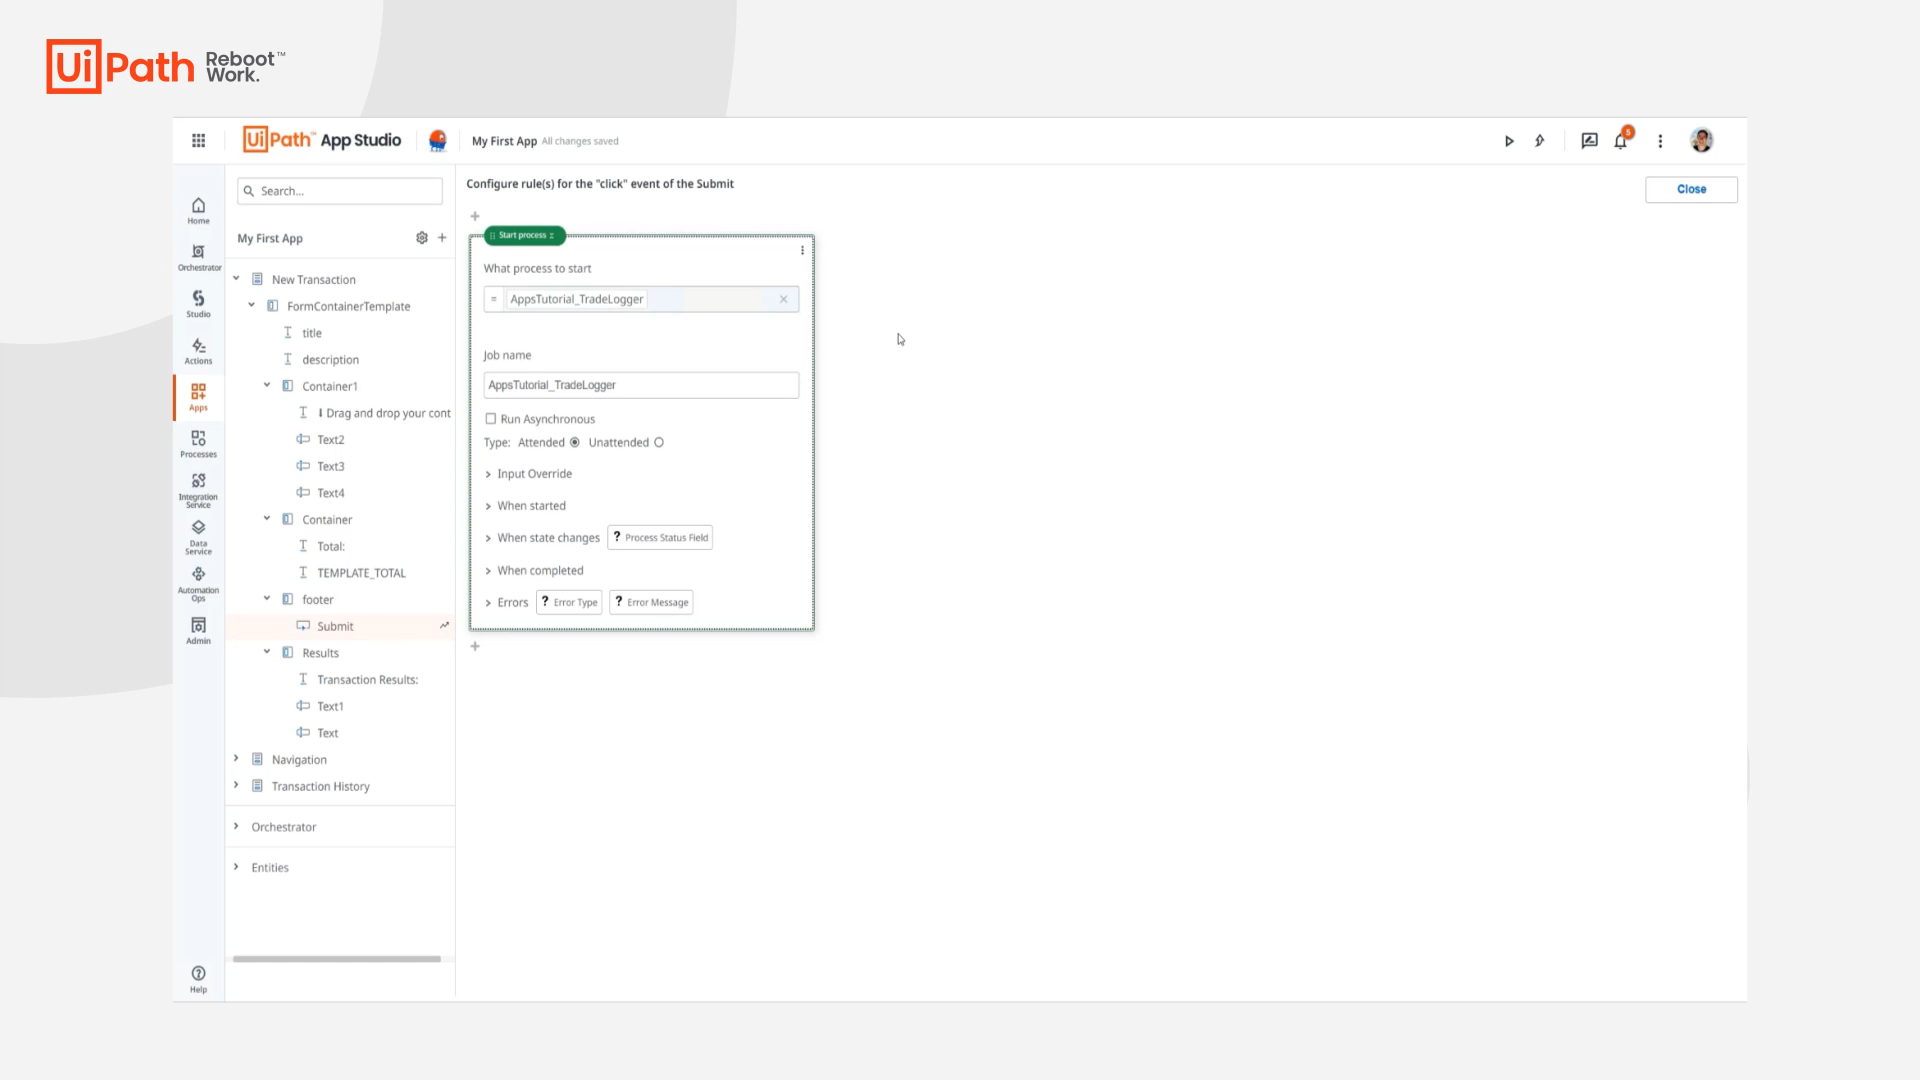 UiPath Reboot™
Work.
UiPath™ App Studio
My First App All changes saved
5
Home
Orchestrator
Studio
Actions
Apps
Processes
Integration
Service
Data
Service
Automation
Ops
Admin
Help
Search...
My First App
New Transaction
FormContainerTemplate
title
description
Container1
⬇ Drag and drop your cont
Text2
Text3
Text4
Container
Total:
TEMPLATE_TOTAL
footer
Submit
Results
Transaction Results:
Text1
Text
Navigation
Transaction History
Orchestrator
Entities
Configure rule(s) for the "click" event of the Submit
Close
Start process
What process to start
= AppsTutorial_TradeLogger
Job name
AppsTutorial_TradeLogger
Run Asynchronous
Type: Attended Unattended
Input Override
When started
When state changes ? Process Status Field
When completed
Errors ? Error Type ? Error Message